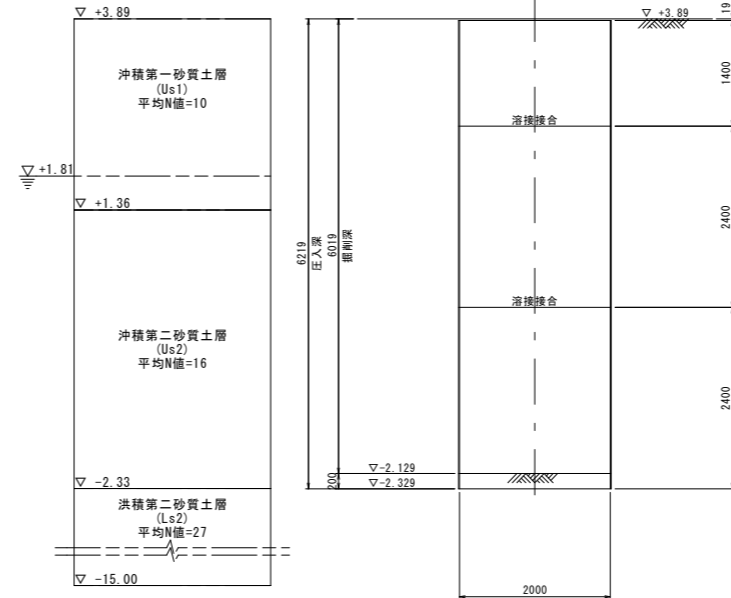 ▽ +3.89
沖積第一砂質土層
(Us1)
平均N値=10
▽ +1.81
▽ +1.36
沖積第二砂質土層
(Us2)
平均N値=16
▽ -2.33
洪積第二砂質土層
(Ls2)
平均N値=27
▽ -15.00
6219
圧入深
6019
掘削深
200
溶接接合
溶接接合
▽-2.129
▽-2.329
2000
▽ +3.89
19
1400
2400
2400